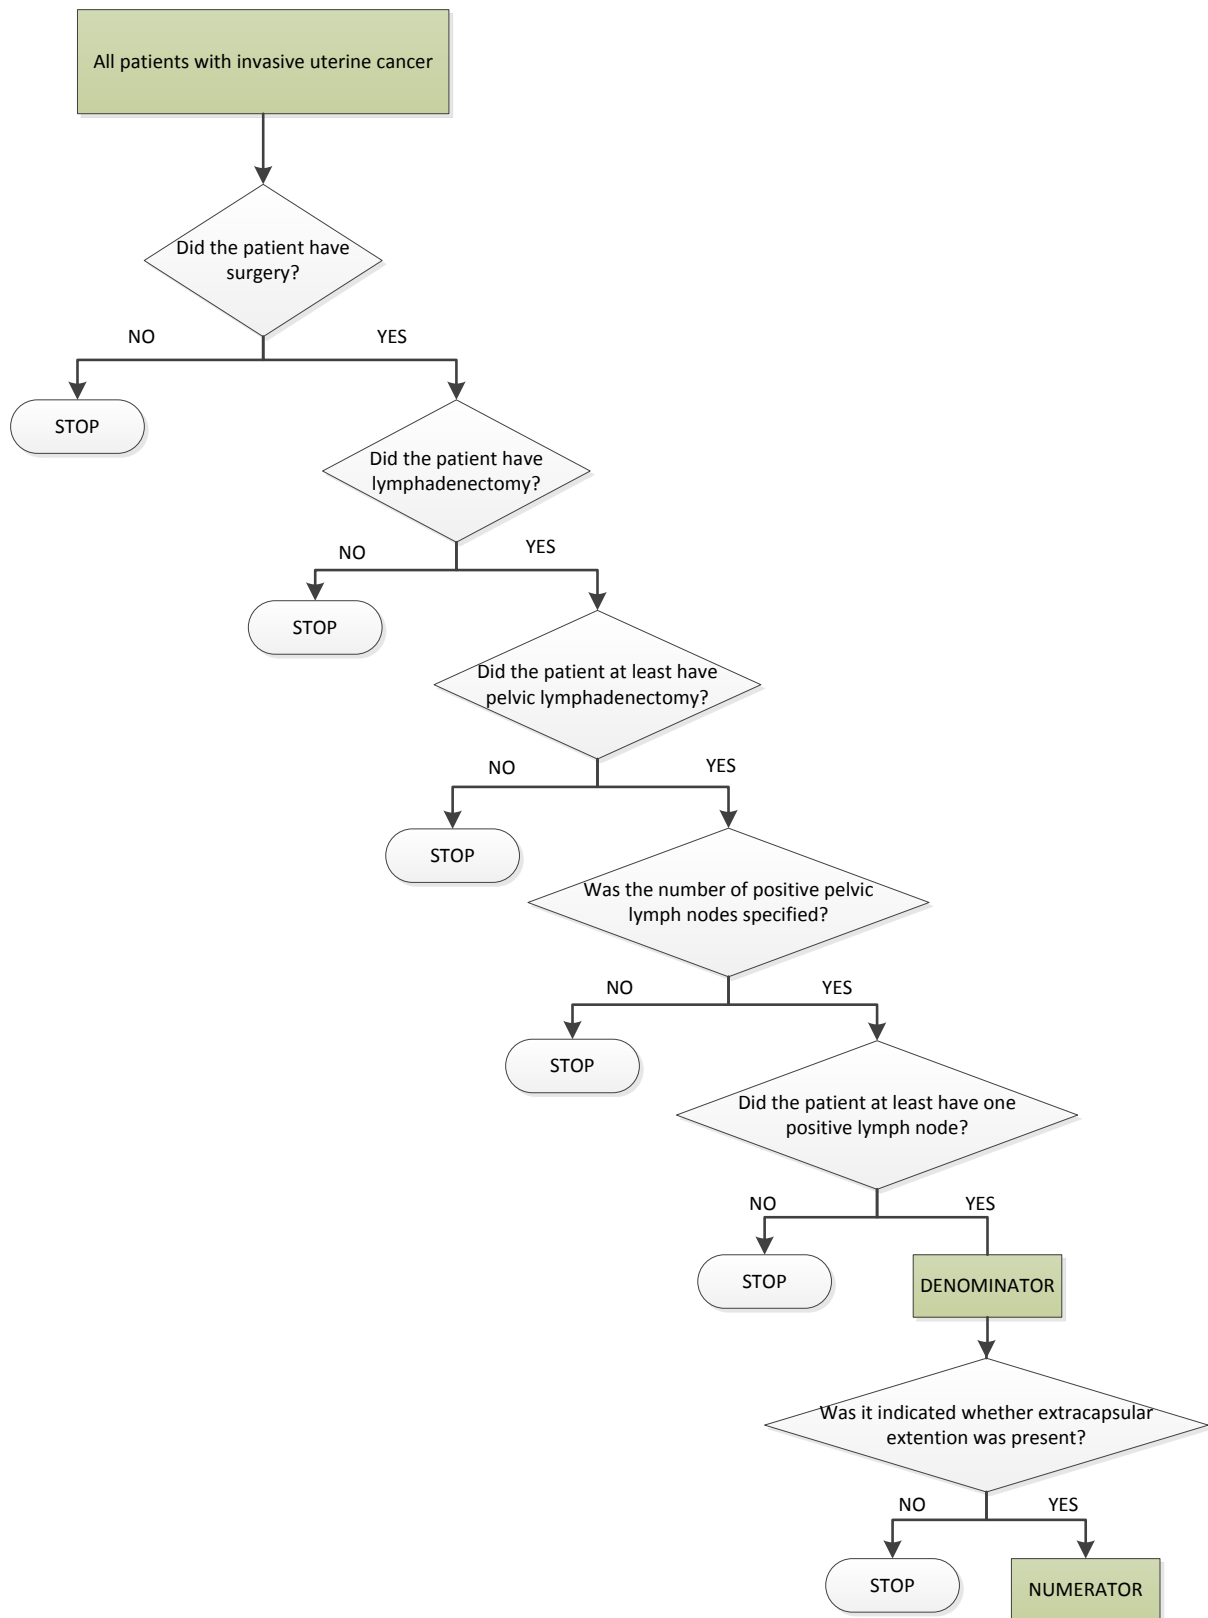 All patients with invasive uterine cancer
Did the patient have
surgery?
NO
YES
STOP
Did the patient have
lymphadenectomy?
NO
YES
STOP
Did the patient at least have
pelvic lymphadenectomy?
NO
YES
STOP
Was the number of positive pelvic
lymph nodes specified?
NO
YES
STOP
Did the patient at least have one
positive lymph node?
NO
YES
STOP
DENOMINATOR
Was it indicated whether extracapsular
extention was present?
NO
YES
STOP
NUMERATOR